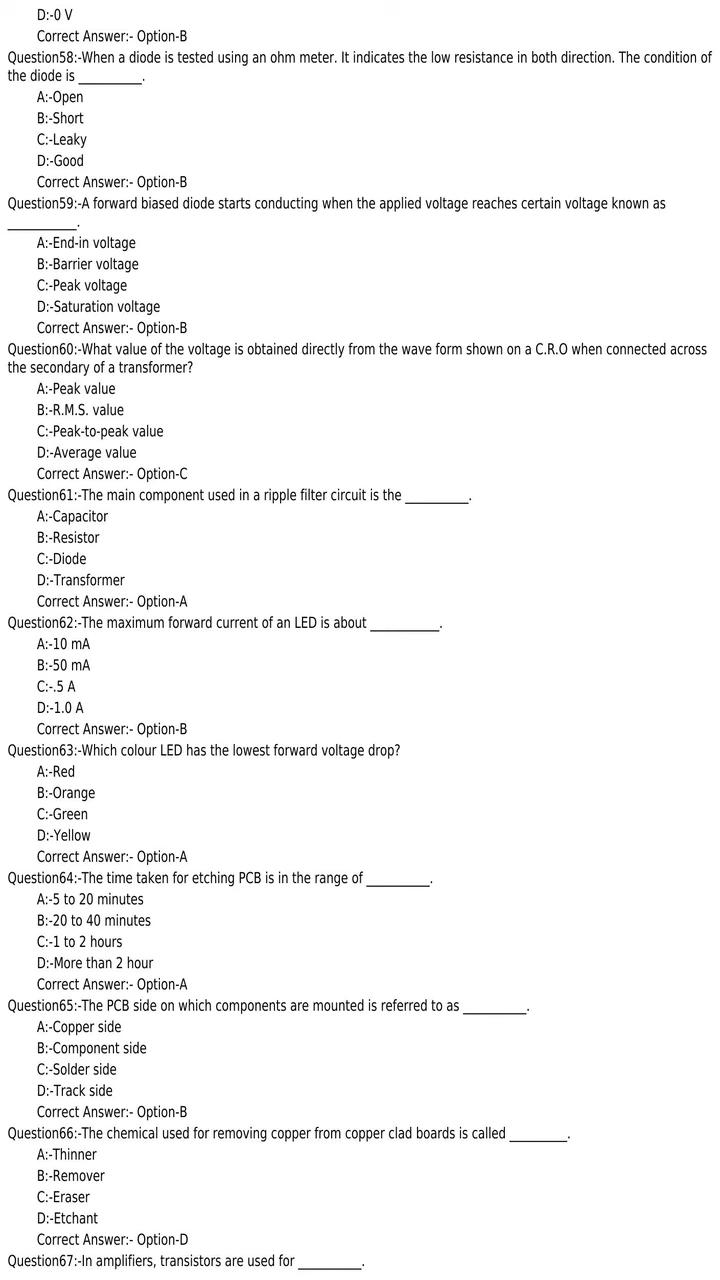 D:-0 V
Correct Answer:- Option-B
Question58:-When a diode is tested using an ohm meter. It indicates the low resistance in both direction. The condition of
the diode is __________.
A:-Open
B:-Short
C:-Leaky
D:-Good
Correct Answer:- Option-B
Question59:-A forward biased diode starts conducting when the applied voltage reaches certain voltage known as
___________.
A:-End-in voltage
B:-Barrier voltage
C:-Peak voltage
D:-Saturation voltage
Correct Answer:- Option-B
Question60:-What value of the voltage is obtained directly from the wave form shown on a C.R.O when connected across
the secondary of a transformer?
A:-Peak value
B:-R.M.S. value
C:-Peak-to-peak value
D:-Average value
Correct Answer:- Option-C
Question61:-The main component used in a ripple filter circuit is the __________.
A:-Capacitor
B:-Resistor
C:-Diode
D:-Transformer
Correct Answer:- Option-A
Question62:-The maximum forward current of an LED is about ___________.
A:-10 mA
B:-50 mA
C:-.5 A
D:-1.0 A
Correct Answer:- Option-B
Question63:-Which colour LED has the lowest forward voltage drop?
A:-Red
B:-Orange
C:-Green
D:-Yellow
Correct Answer:- Option-A
Question64:-The time taken for etching PCB is in the range of __________.
A:-5 to 20 minutes
B:-20 to 40 minutes
C:-1 to 2 hours
D:-More than 2 hour
Correct Answer:- Option-A
Question65:-The PCB side on which components are mounted is referred to as __________.
A:-Copper side
B:-Component side
C:-Solder side
D:-Track side
Correct Answer:- Option-B
Question66:-The chemical used for removing copper from copper clad boards is called _________.
A:-Thinner
B:-Remover
C:-Eraser
D:-Etchant
Correct Answer:- Option-D
Question67:-In amplifiers, transistors are used for __________.